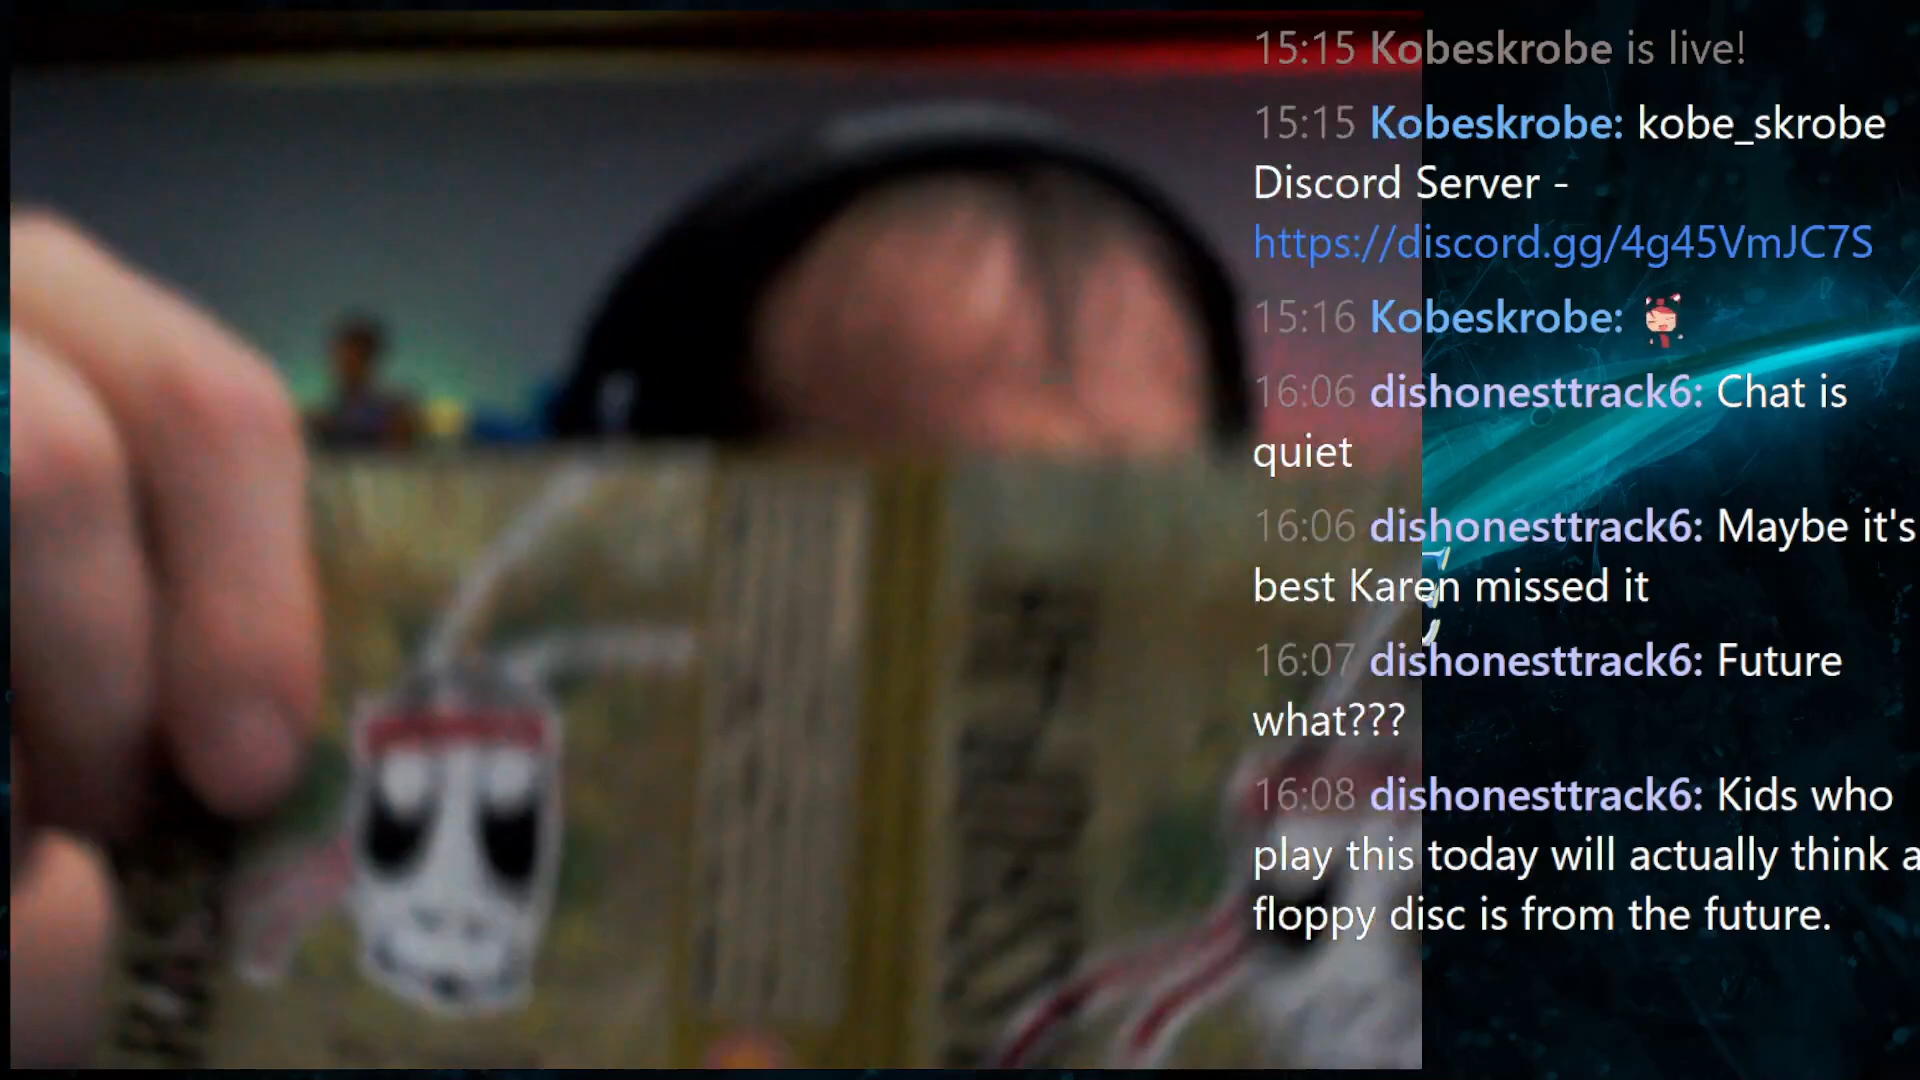 15:15 Kobeskrobe is live!
15:15 Kobeskrobe: kobe_skrobe
Discord Server -
https://discord.gg/4g45VmJC7S
15:16 Kobeskrobe:
16:06 dishonesttrack6: Chat is
quiet
16:06 dishonesttrack6: Maybe it's
best Karen missed it
16:07 dishonesttrack6: Future
what???
16:08 dishonesttrack6: Kids who
play this today will actually think a
floppy disc is from the future.